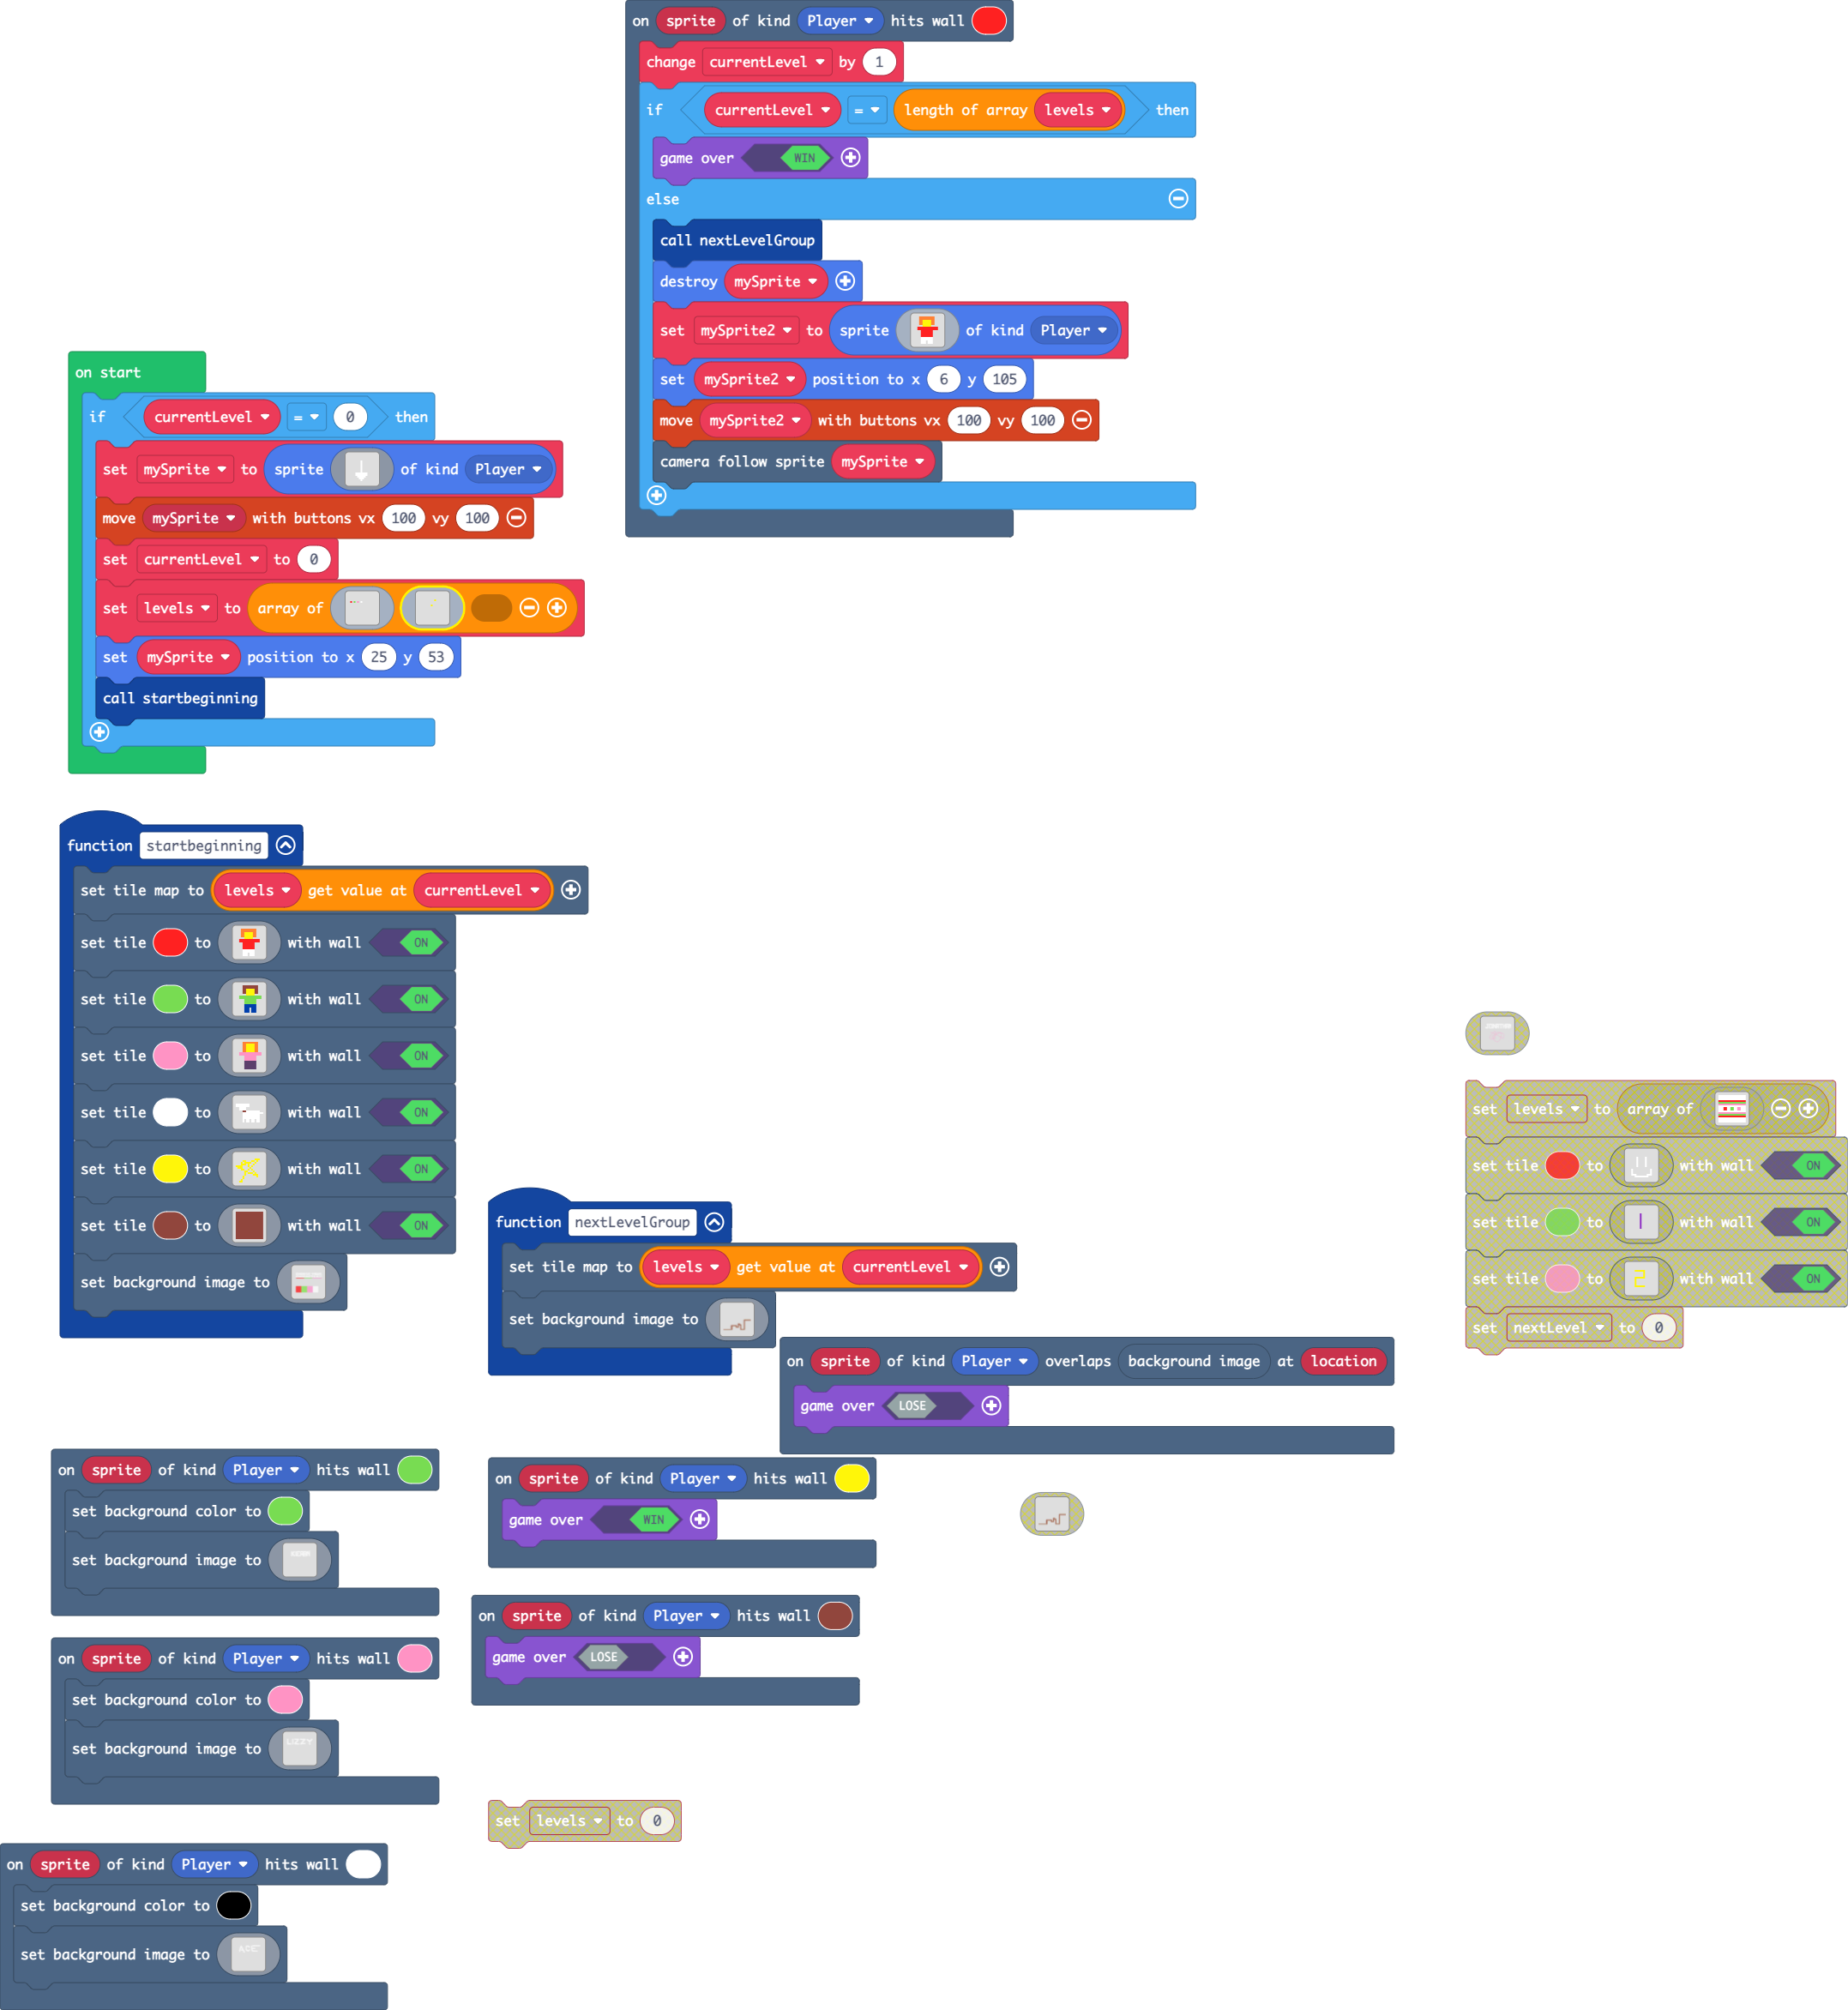 on sprite of kind Player hits wall
change currentLevel by 1
if currentLevel = length of array levels then
game over WIN
else
call nextLevelGroup
destroy mySprite
set mySprite2 to sprite of kind Player
set mySprite2 position to x 6 y 105
move mySprite2 with buttons vx 100 vy 100
camera follow sprite mySprite
on start
if currentLevel = 0 then
set mySprite to sprite of kind Player
move mySprite with buttons vx 100 vy 100
set currentLevel to 0
set levels to array of
set mySprite position to x 25 y 53
call startbeginning
function startbeginning
set tile map to levels get value at currentLevel
set tile to with wall ON
set tile to with wall ON
set tile to with wall ON
set tile to with wall ON
set tile to with wall ON
set tile to with wall ON
set background image to
function nextLevelGroup
set tile map to levels get value at currentLevel
set background image to
set levels to array of
set tile to with wall ON
set tile to with wall ON
set tile to with wall ON
set nextLevel to 0
on sprite of kind Player overlaps background image at location
game over LOSE
on sprite of kind Player hits wall
set background color to
set background image to
on sprite of kind Player hits wall
game over WIN
on sprite of kind Player hits wall
game over LOSE
on sprite of kind Player hits wall
set background color to
set background image to
LIZZY
set levels to 0
on sprite of kind Player hits wall
set background color to
set background image to